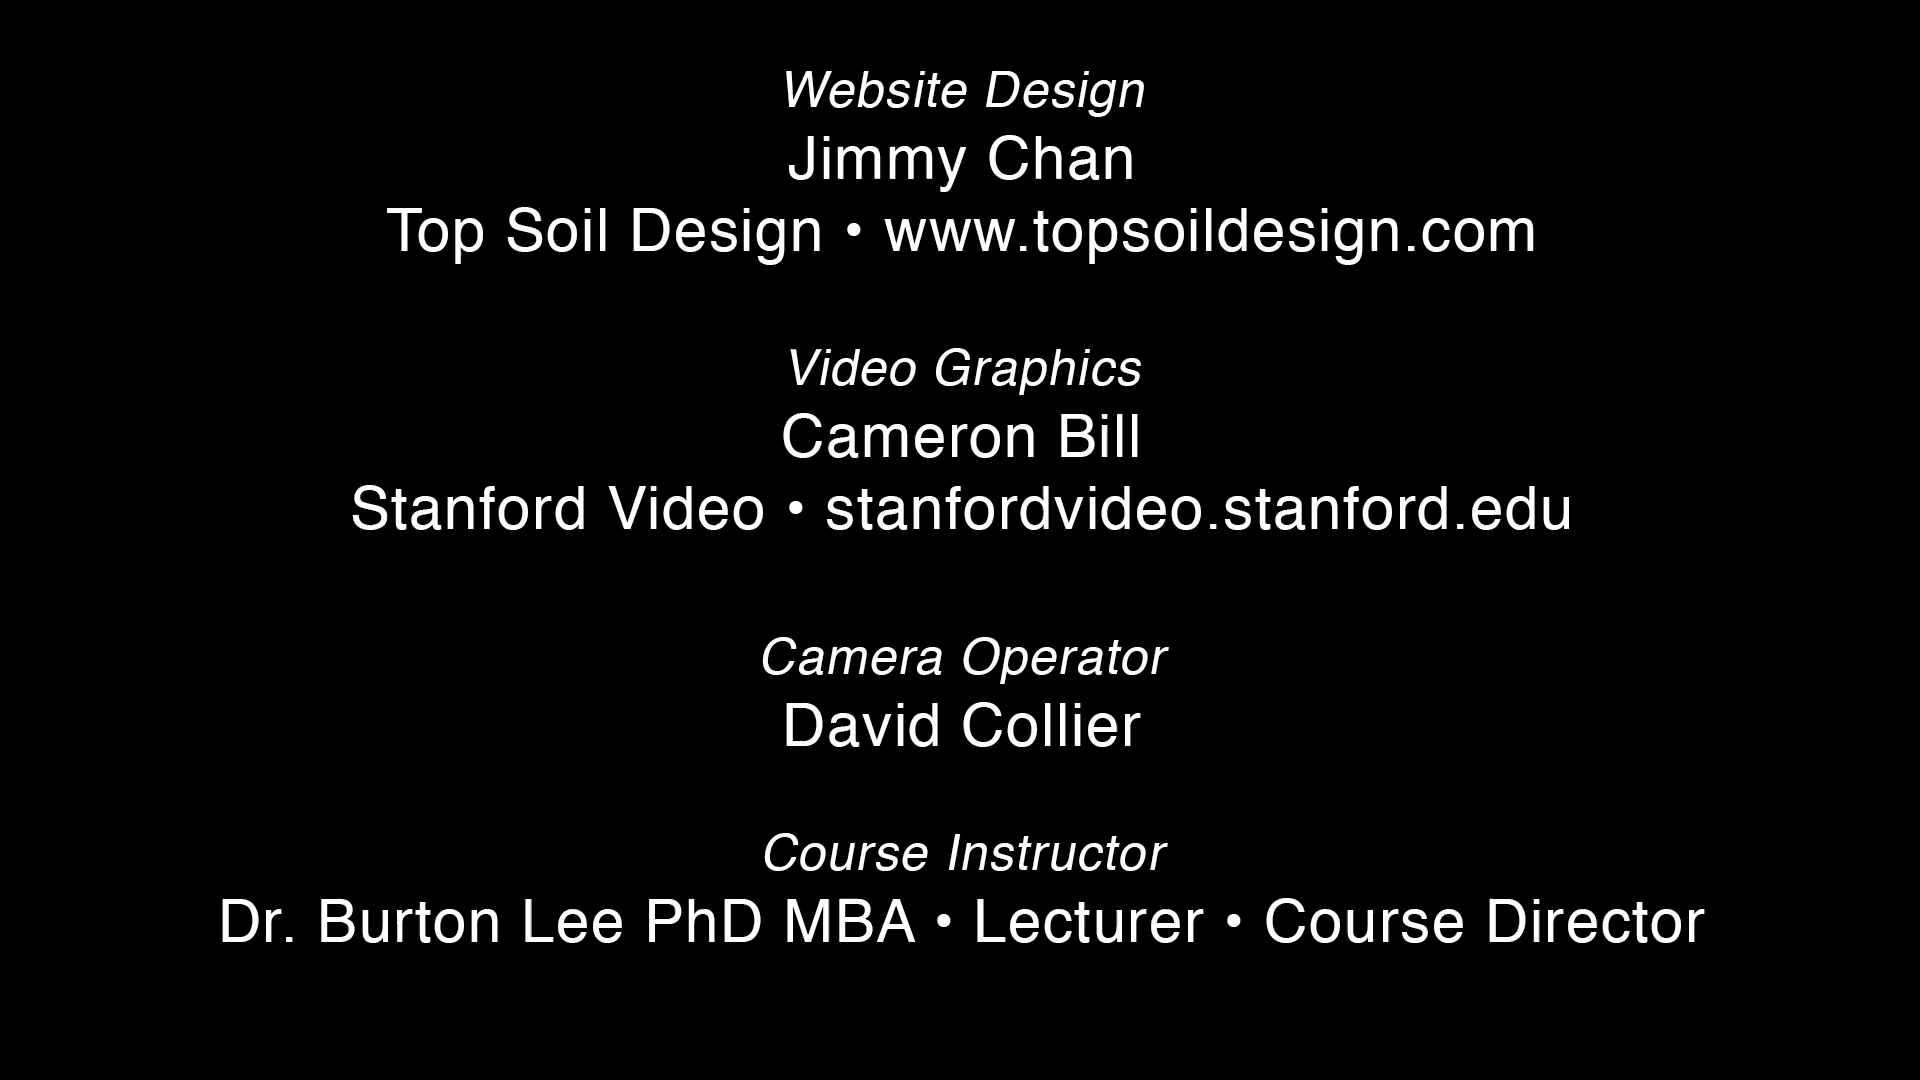 Website Design
Jimmy Chan
Top Soil Design • www.topsoildesign.com
Video Graphics
Cameron Bill
Stanford Video • stanfordvideo.stanford.edu
Camera Operator
David Collier
Course Instructor
Dr. Burton Lee PhD MBA • Lecturer • Course Director